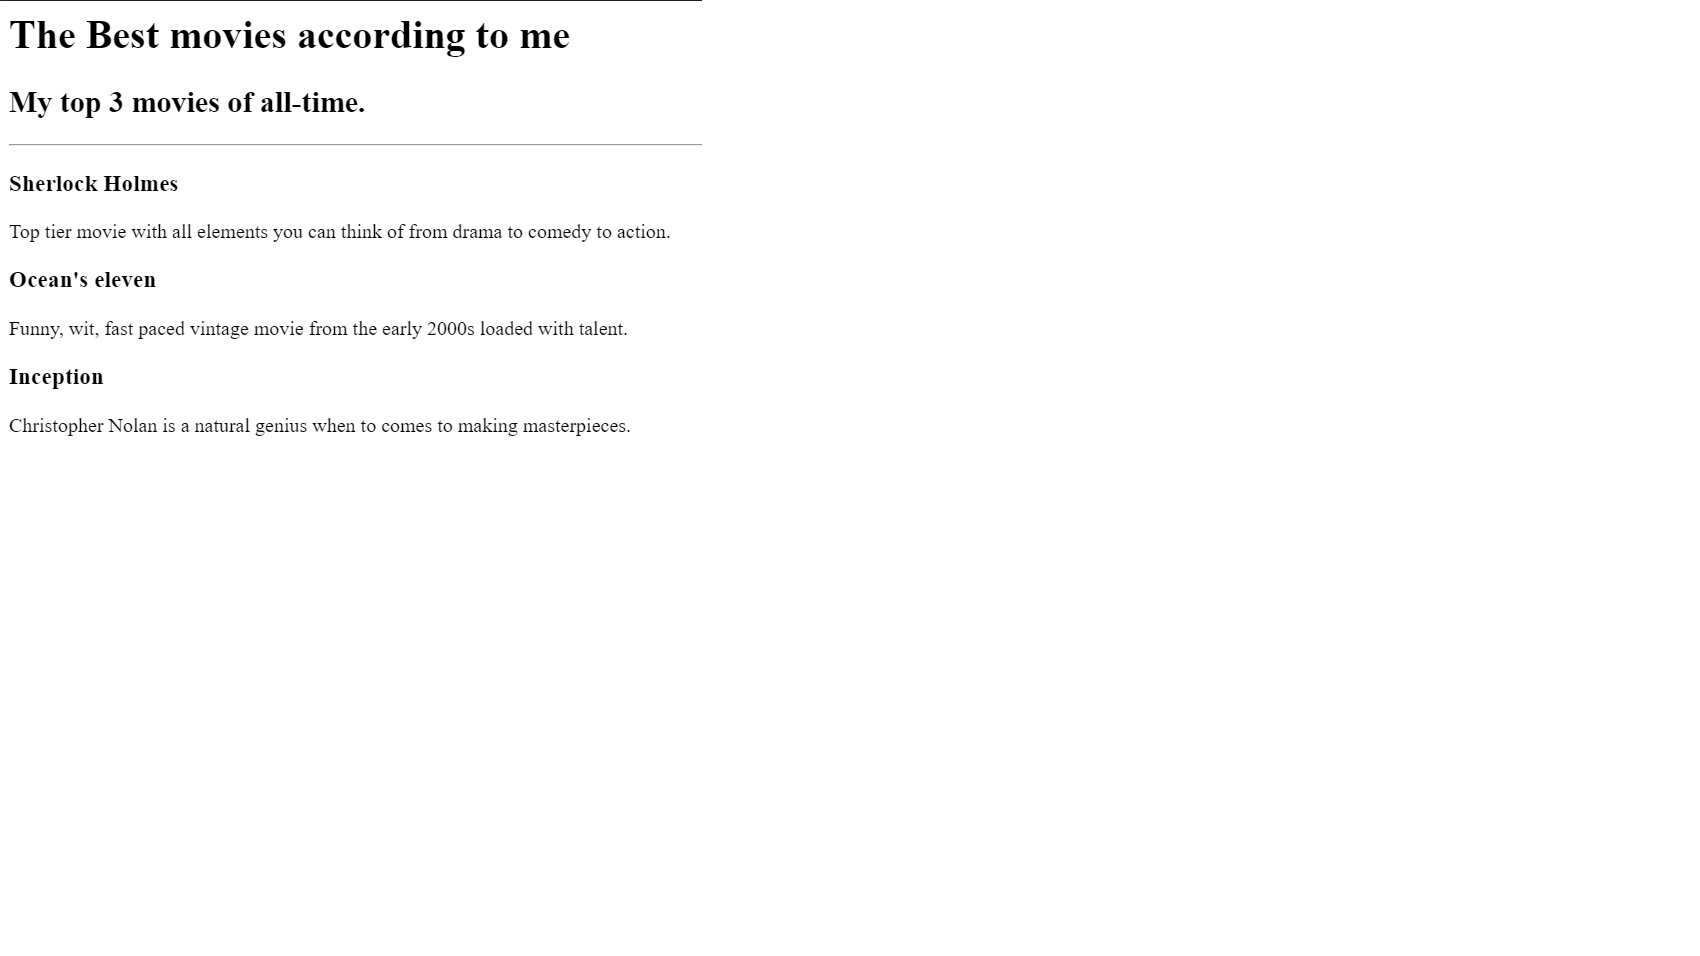 The Best movies according to me
My top 3 movies of all-time.
Sherlock Holmes
Top tier movie with all elements you can think of from drama to comedy to action.
Ocean's eleven
Funny, wit, fast paced vintage movie from the early 2000s loaded with talent.
Inception
Christopher Nolan is a natural genius when to comes to making masterpieces.